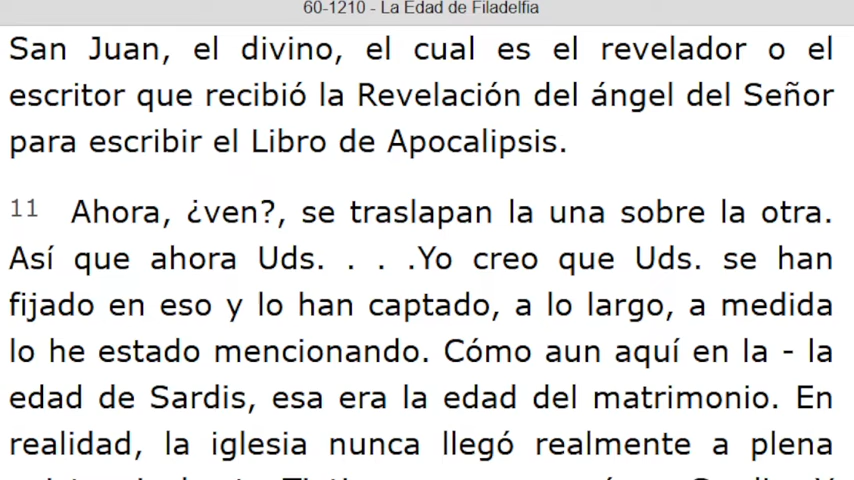 60-1210 - La Edad de Filadelfia
San Juan, el divino, el cual es el revelador o el
escritor que recibió la Revelación del ángel del Señor
para escribir el Libro de Apocalipsis.
11 Ahora, ¿ven?, se traslapan la una sobre la otra.
Así que ahora Uds. . . .Yo creo que Uds. se han
fijado en eso y lo han captado, a lo largo, a medida
lo he estado mencionando. Cómo aun aquí en la - la
edad de Sardis, esa era la edad del matrimonio. En
realidad, la iglesia nunca llegó realmente a plena